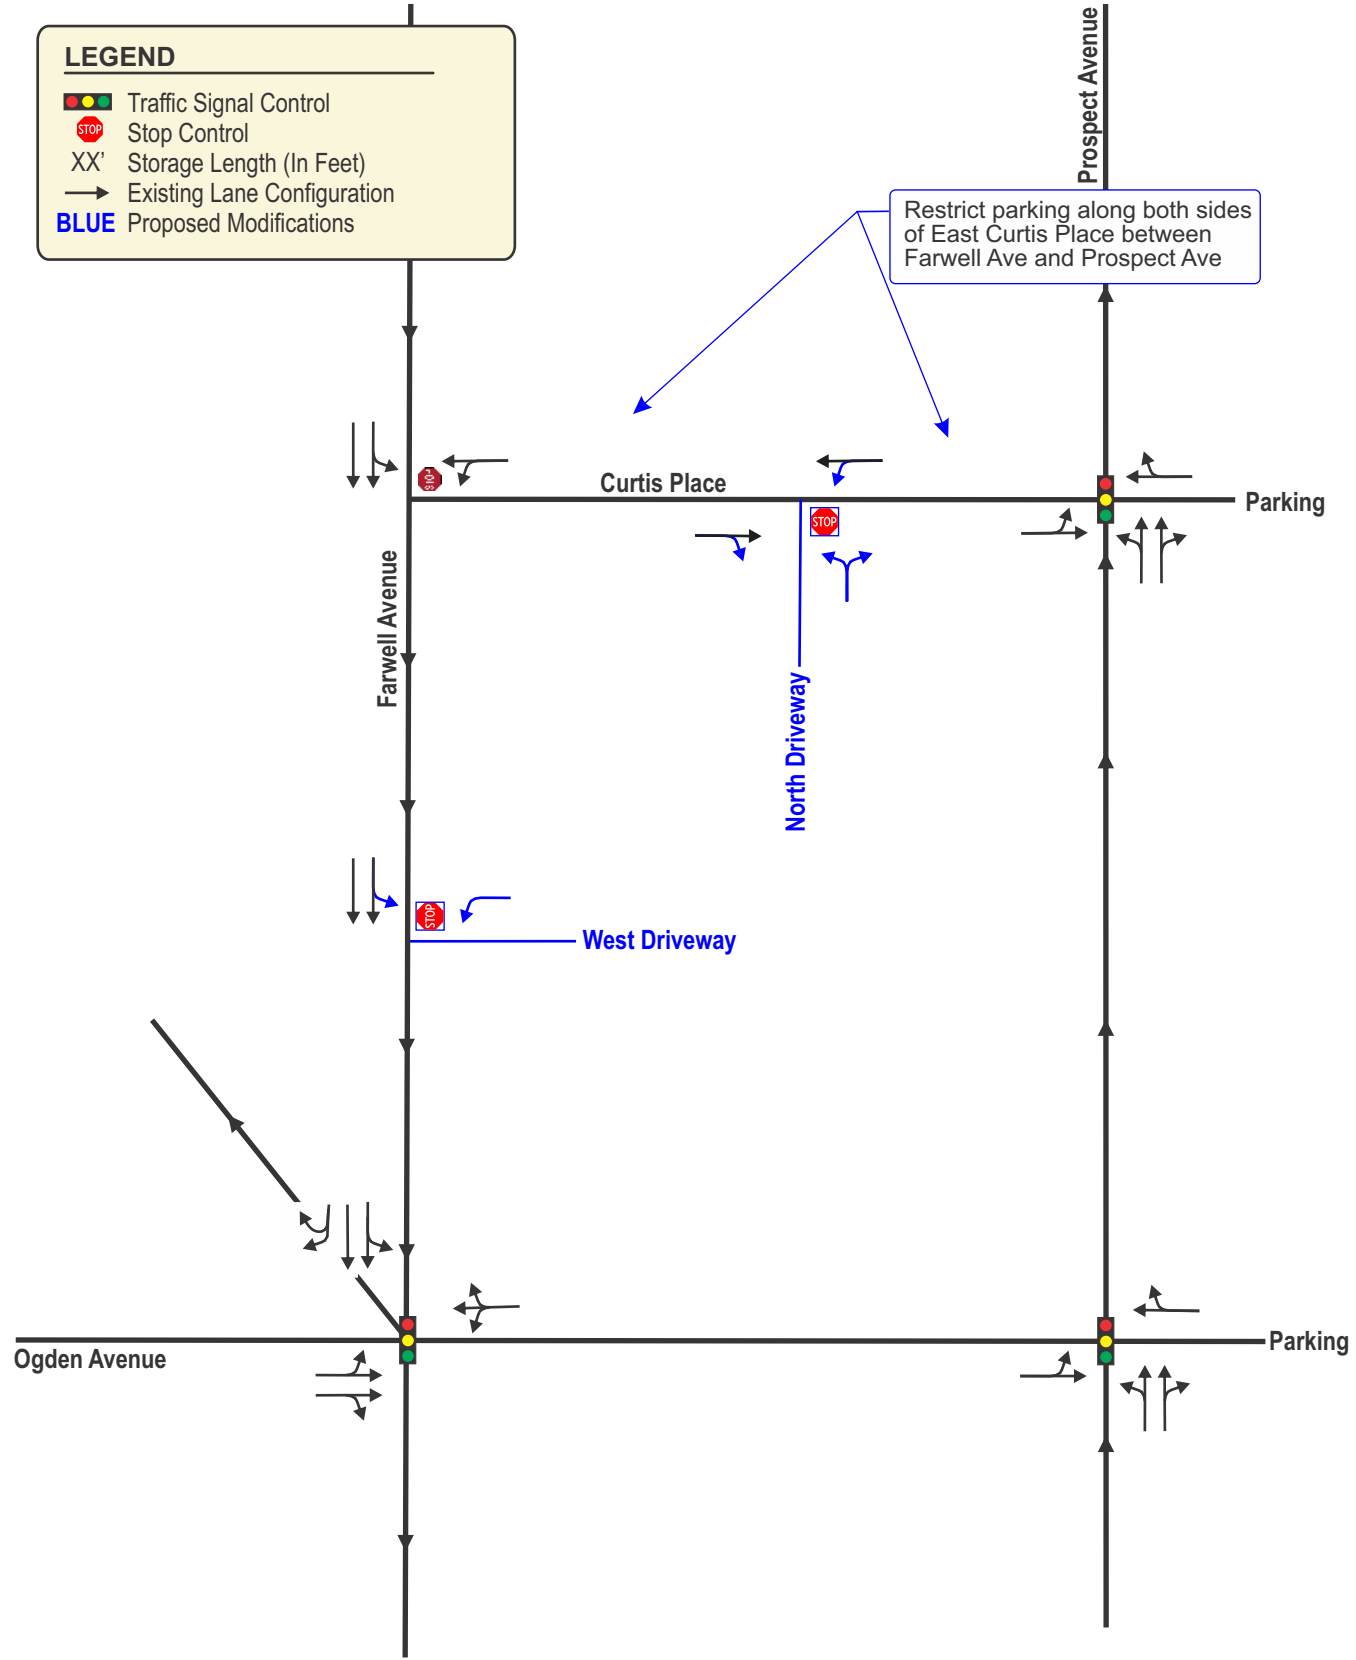 LEGEND
Traffic Signal Control
STOP
Stop Control
XX'
Storage Length (In Feet)
Existing Lane Configuration
BLUE
Proposed Modifications
Prospect Avenue
Restrict parking along both sides
of East Curtis Place between
Farwell Ave and Prospect Ave
STOP
Curtis Place
Parking
STOP
Farwell Avenue
North Driveway
STOP
West Driveway
Ogden Avenue
Parking